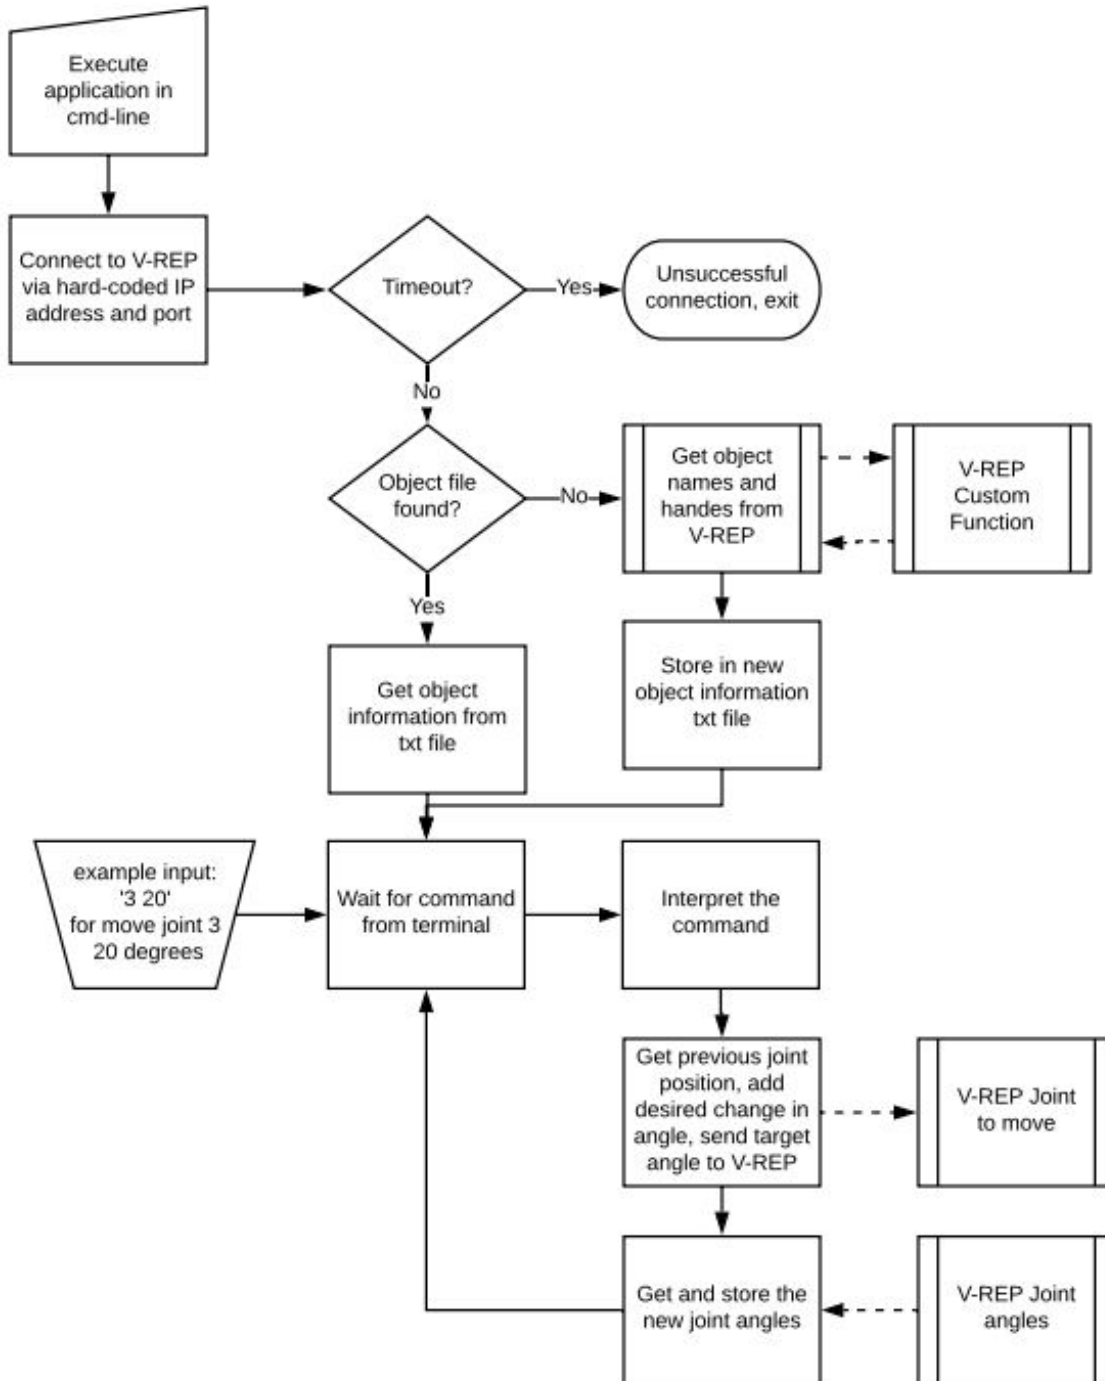 Execute
application in
cmd-line
Connect to V-REP
via hard-coded IP
address and port
Timeout?
Yes
Unsuccessful
connection, exit
No
Object file
found?
No
Get object
names and
handes from
V-REP
V-REP
Custom
Function
Yes
Get object
information from
txt file
Store in new
object information
txt file
example input:
'3 20'
for move joint 3
20 degrees
Wait for command
from terminal
Interpret the
command
Get previous joint
position, add
desired change in
angle, send target
angle to V-REP
V-REP Joint
to move
Get and store the
new joint angles
V-REP Joint
angles